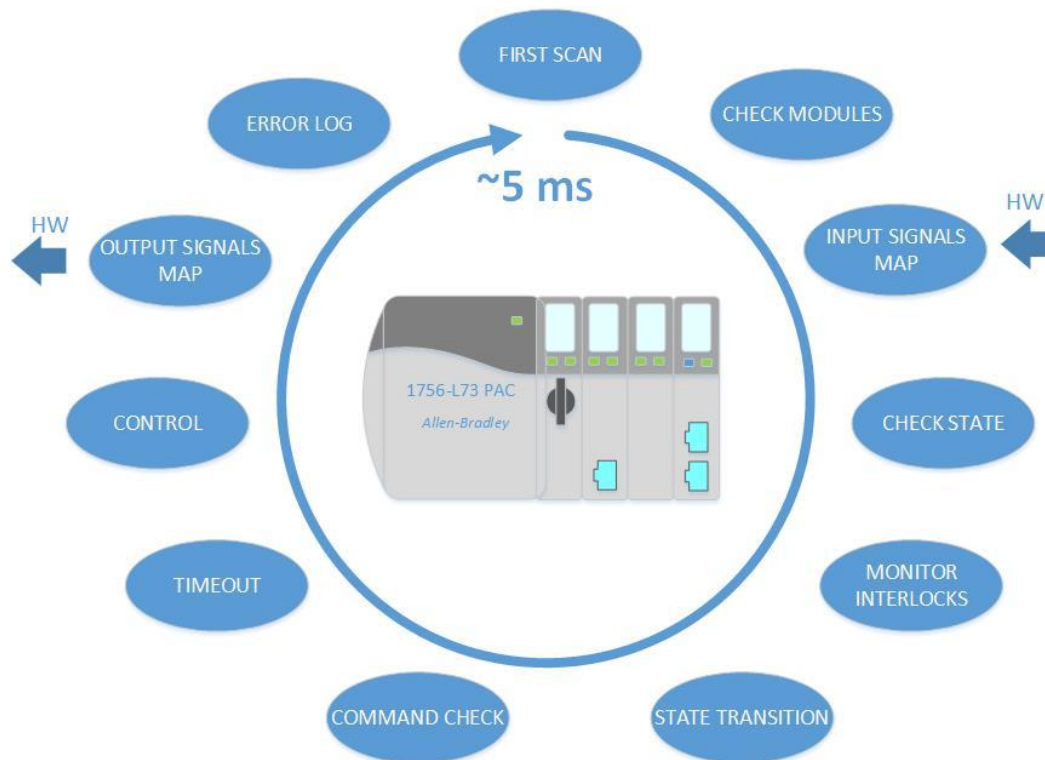 FIRST SCAN
CHECK MODULES
HW
INPUT SIGNALS
MAP
CHECK STATE
MONITOR
INTERLOCKS
STATE TRANSITION
COMMAND CHECK
TIMEOUT
CONTROL
HW
OUTPUT SIGNALS
MAP
ERROR LOG
~5 ms
1756-L73 PAC
Allen-Bradley